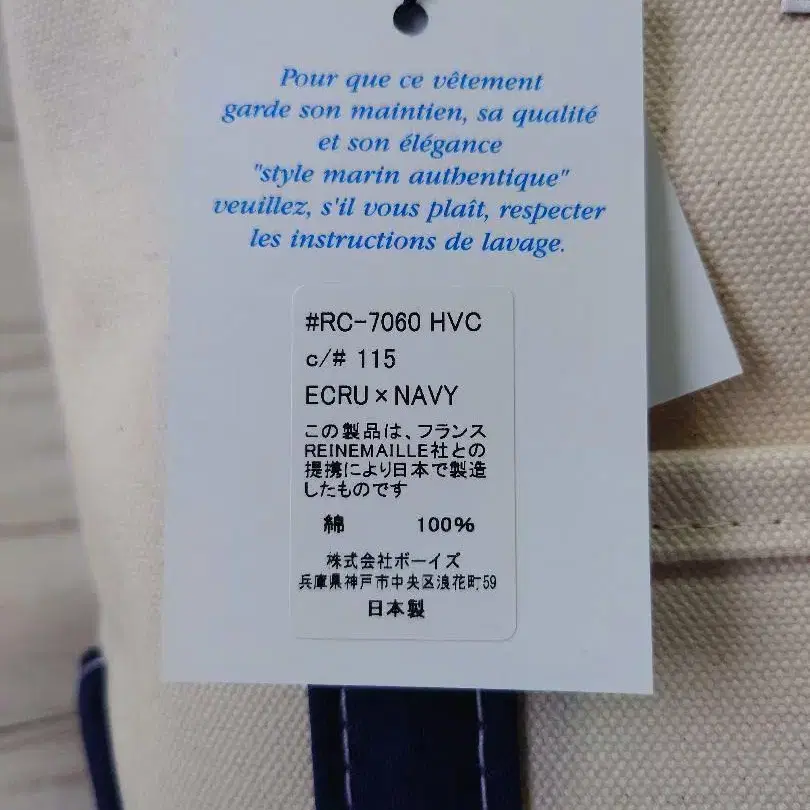 Pour que ce vêtement
garde son maintien, sa qualité
et son élégance
"style marin authentique"
veuillez, s'il vous plaît, respecter
les instructions de lavage.
#RC-7060 HVC
c/# 115
ECRU×NAVY
この製品は、フランス
REINEMAILLE社との
提携により日本で製造
したものです
綿 100%
株式会社ボーイズ
兵庫県神戸市中央区浪花町59
日本製